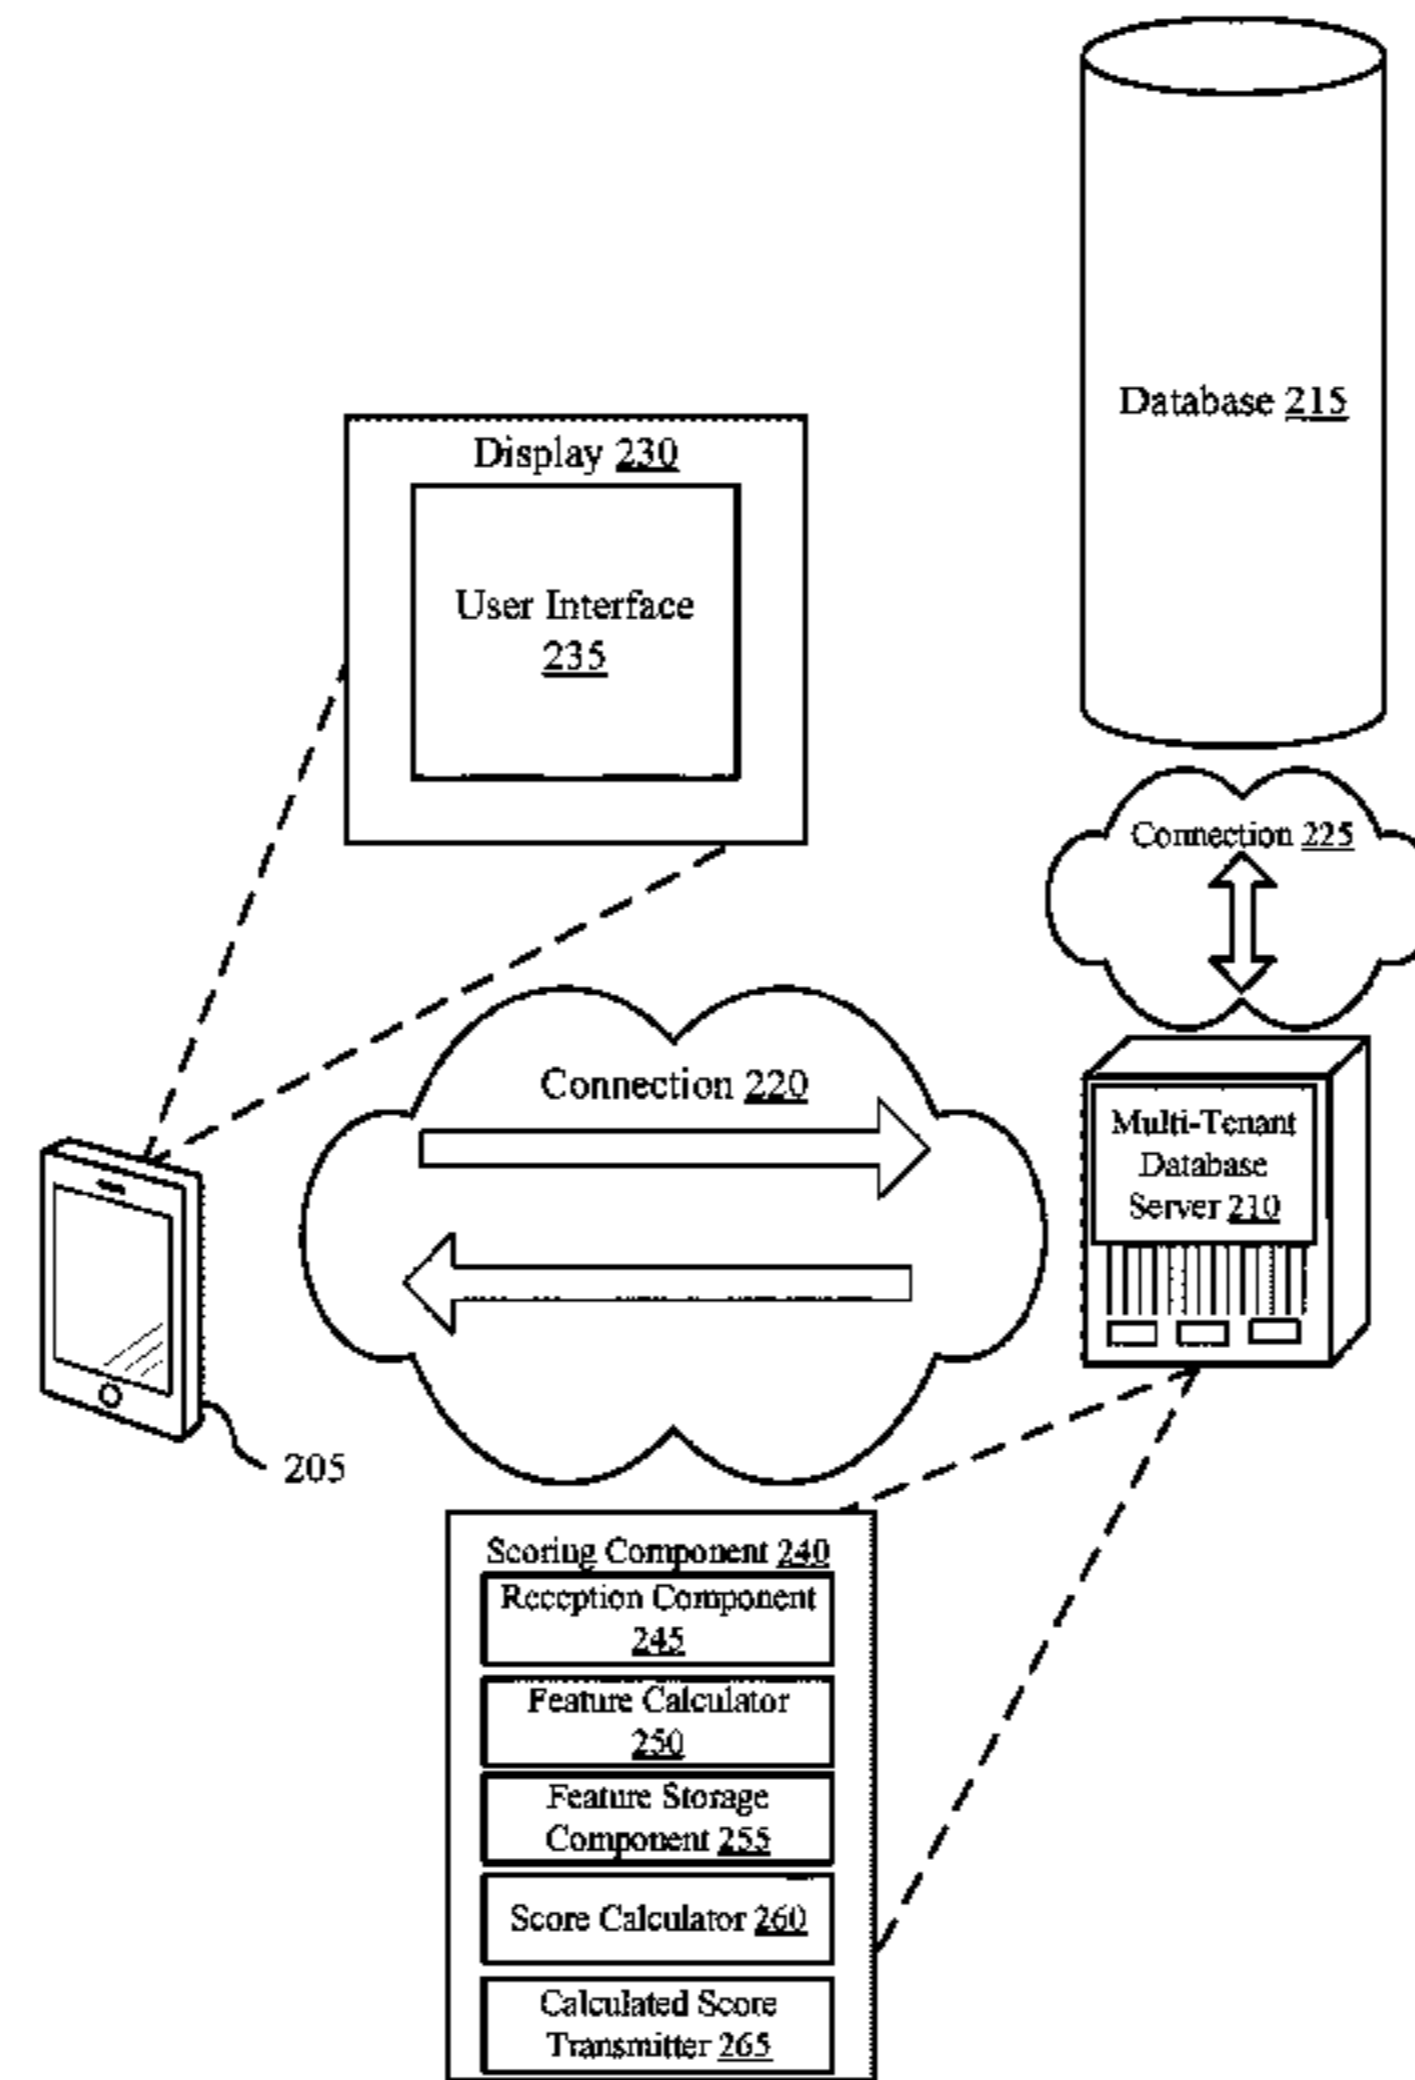 Database 215
Display 230
User Interface
235
Connection 225
Connection 220
Multi-Tenant
Database
Server 210
205
Scoring Component 240
Reception Component
245
Feature Calculator
250
Feature Storage
Component 255
Score Calculator 260
Calculated Score
Transmitter 265